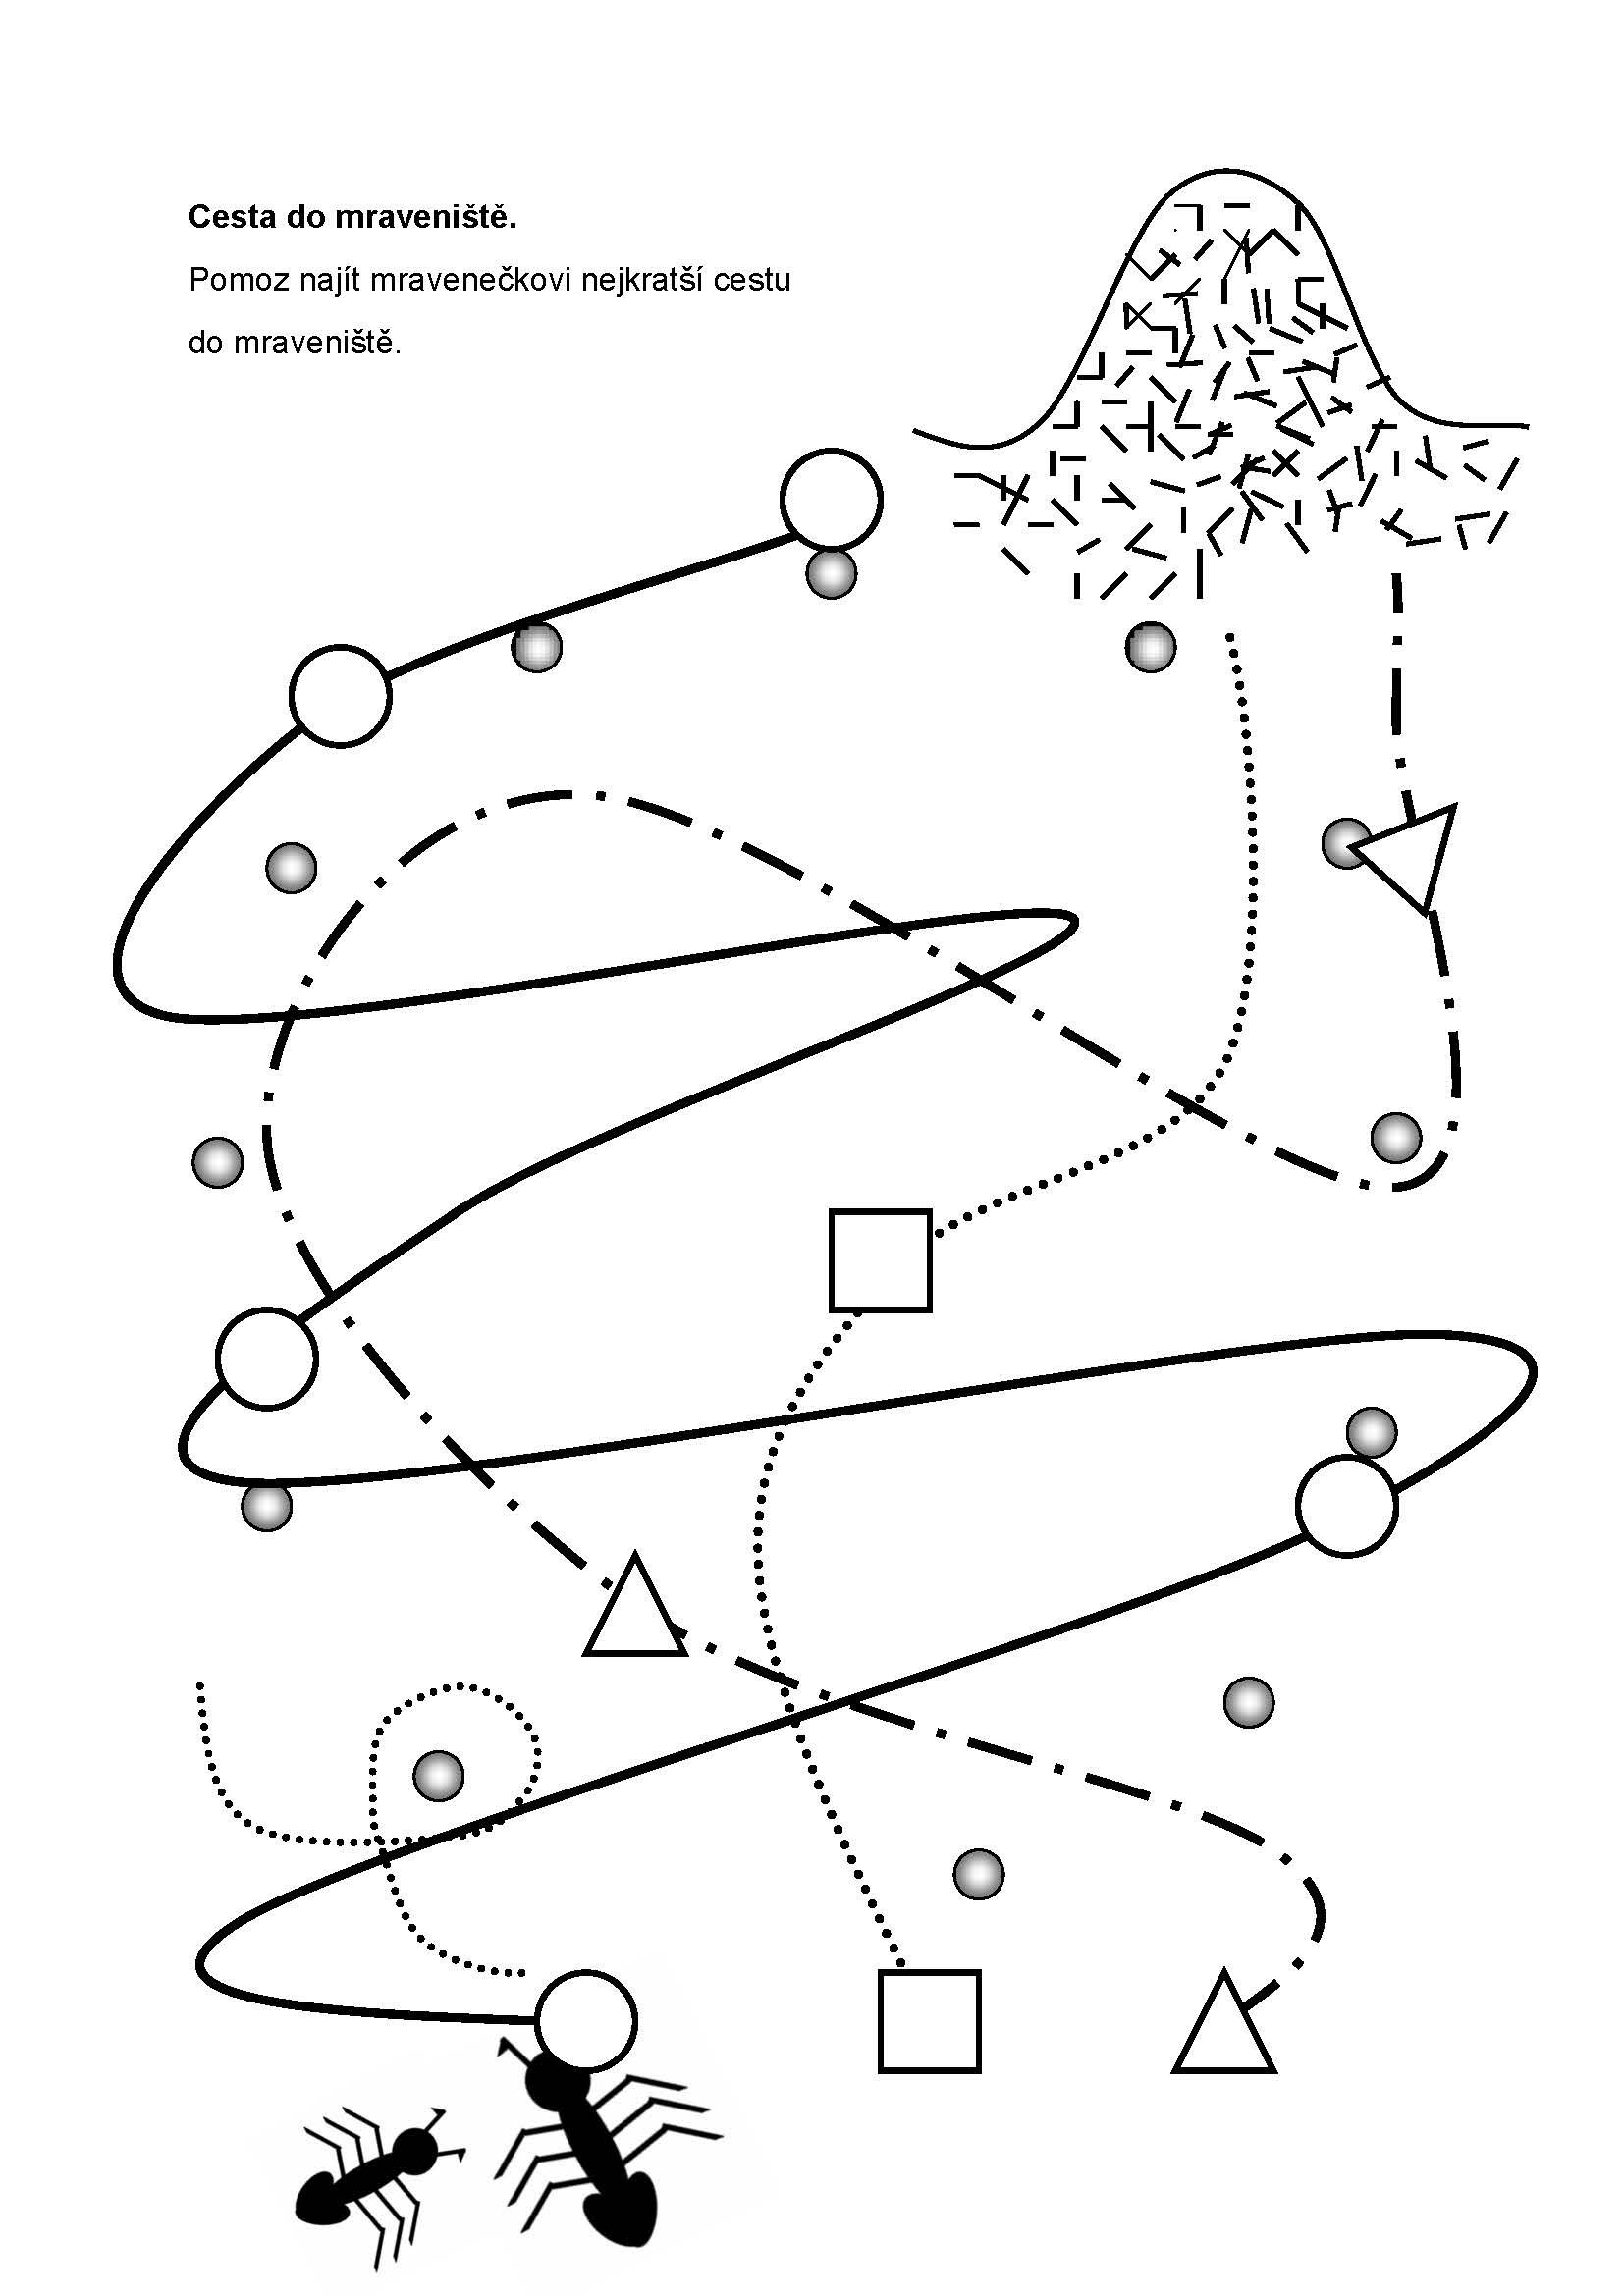 Cesta do mraveniště.
Pomoz najít mravenečkovi nejkratší cestu
do mraveniště.